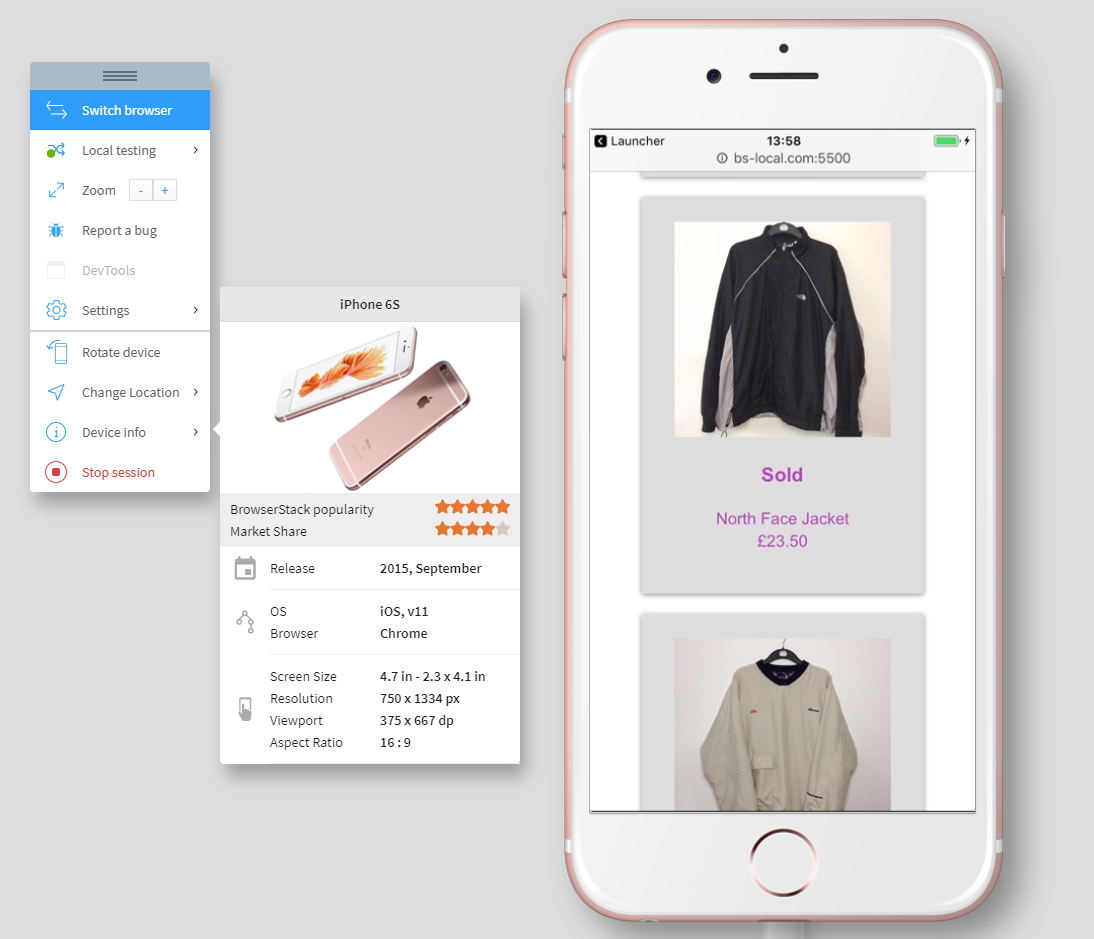 Switch browser
Local testing
Zoom - +
Report a bug
DevTools
Settings
Rotate device
Change Location
Device info
Stop session
iPhone 6S
BrowserStack popularity
Market Share
Release 2015, September
OS iOS, v11
Browser Chrome
Screen Size 4.7 in - 2.3 x 4.1 in
Resolution 750 x 1334 px
Viewport 375 x 667 dp
Aspect Ratio 16 : 9
Launcher 13:58
bs-local.com:5500
Sold
North Face Jacket
£23.50